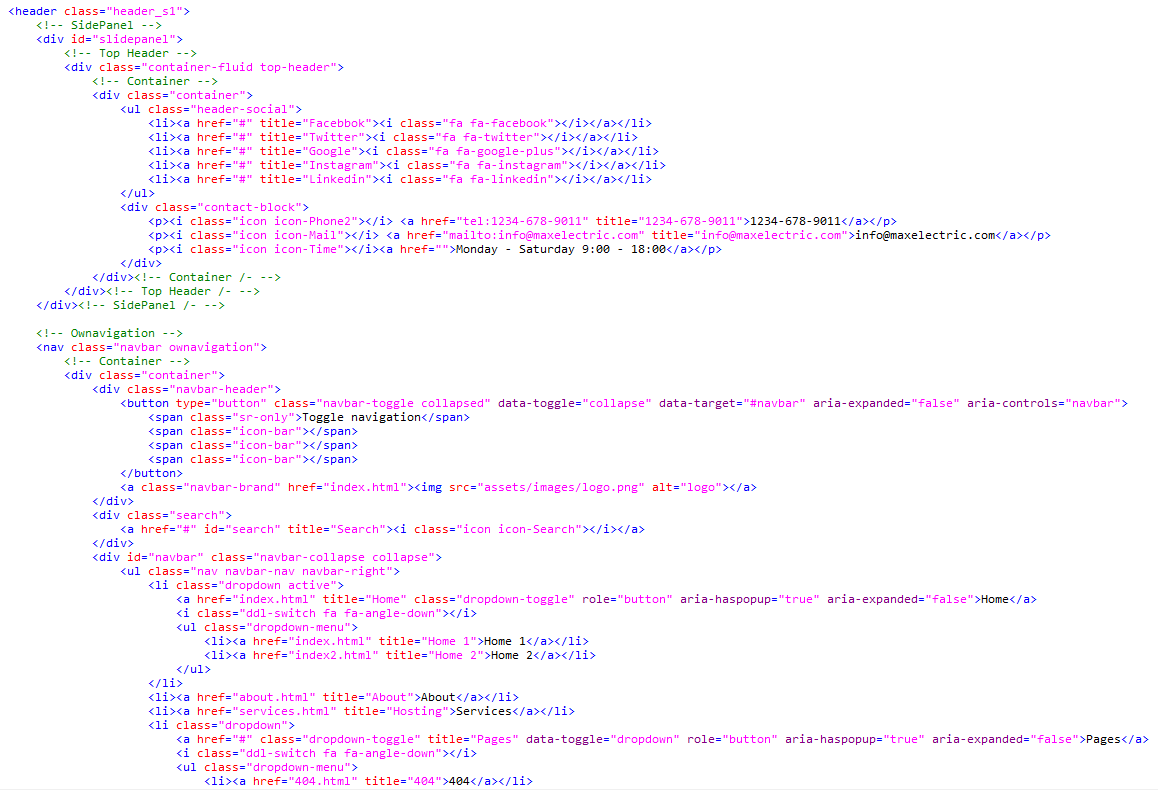 <header class="header_s1">
    <!-- SidePanel -->
    <div id="slidepanel">
        <!-- Top Header -->
        <div class="container-fluid top-header">
            <!-- Container -->
            <div class="container">
                <ul class="header-social">
                    <li><a href="#" title="Facebbok"><i class="fa fa-facebook"></i></a></li>
                    <li><a href="#" title="Twitter"><i class="fa fa-twitter"></i></a></li>
                    <li><a href="#" title="Google"><i class="fa fa-google-plus"></i></a></li>
                    <li><a href="#" title="Instagram"><i class="fa fa-instagram"></i></a></li>
                    <li><a href="#" title="Linkedin"><i class="fa fa-linkedin"></i></a></li>
                </ul>
                <div class="contact-block">
                    <p><i class="icon icon-Phone2"></i> <a href="tel:1234-678-9011" title="1234-678-9011">1234-678-9011</a></p>
                    <p><i class="icon icon-Mail"></i> <a href="mailto:info@maxelectric.com" title="info@maxelectric.com">info@maxelectric.com</a></p>
                    <p><i class="icon icon-Time"></i><a href="">Monday - Saturday 9:00 - 18:00</a></p>
                </div>
            </div><!-- Container /- -->
        </div><!-- Top Header /- -->
    </div><!-- SidePanel /- -->

    <!-- Ownavigation -->
    <nav class="navbar ownavigation">
        <!-- Container -->
        <div class="container">
            <div class="navbar-header">
                <button type="button" class="navbar-toggle collapsed" data-toggle="collapse" data-target="#navbar" aria-expanded="false" aria-controls="navbar">
                    <span class="sr-only">Toggle navigation</span>
                    <span class="icon-bar"></span>
                    <span class="icon-bar"></span>
                    <span class="icon-bar"></span>
                </button>
                <a class="navbar-brand" href="index.html"><img src="assets/images/logo.png" alt="logo"></a>
            </div>
            <div class="search">
                <a href="#" id="search" title="Search"><i class="icon icon-Search"></i></a>
            </div>
            <div id="navbar" class="navbar-collapse collapse">
                <ul class="nav navbar-nav navbar-right">
                    <li class="dropdown active">
                        <a href="index.html" title="Home" class="dropdown-toggle" role="button" aria-haspopup="true" aria-expanded="false">Home</a>
                        <i class="ddl-switch fa fa-angle-down"></i>
                        <ul class="dropdown-menu">
                            <li><a href="index.html" title="Home 1">Home 1</a></li>
                            <li><a href="index2.html" title="Home 2">Home 2</a></li>
                        </ul>
                    </li>
                    <li><a href="about.html" title="About">About</a></li>
                    <li><a href="services.html" title="Hosting">Services</a></li>
                    <li class="dropdown">
                        <a href="#" class="dropdown-toggle" title="Pages" data-toggle="dropdown" role="button" aria-haspopup="true" aria-expanded="false">Pages</a>
                        <i class="ddl-switch fa fa-angle-down"></i>
                        <ul class="dropdown-menu">
                            <li><a href="404.html" title="404">404</a></li>